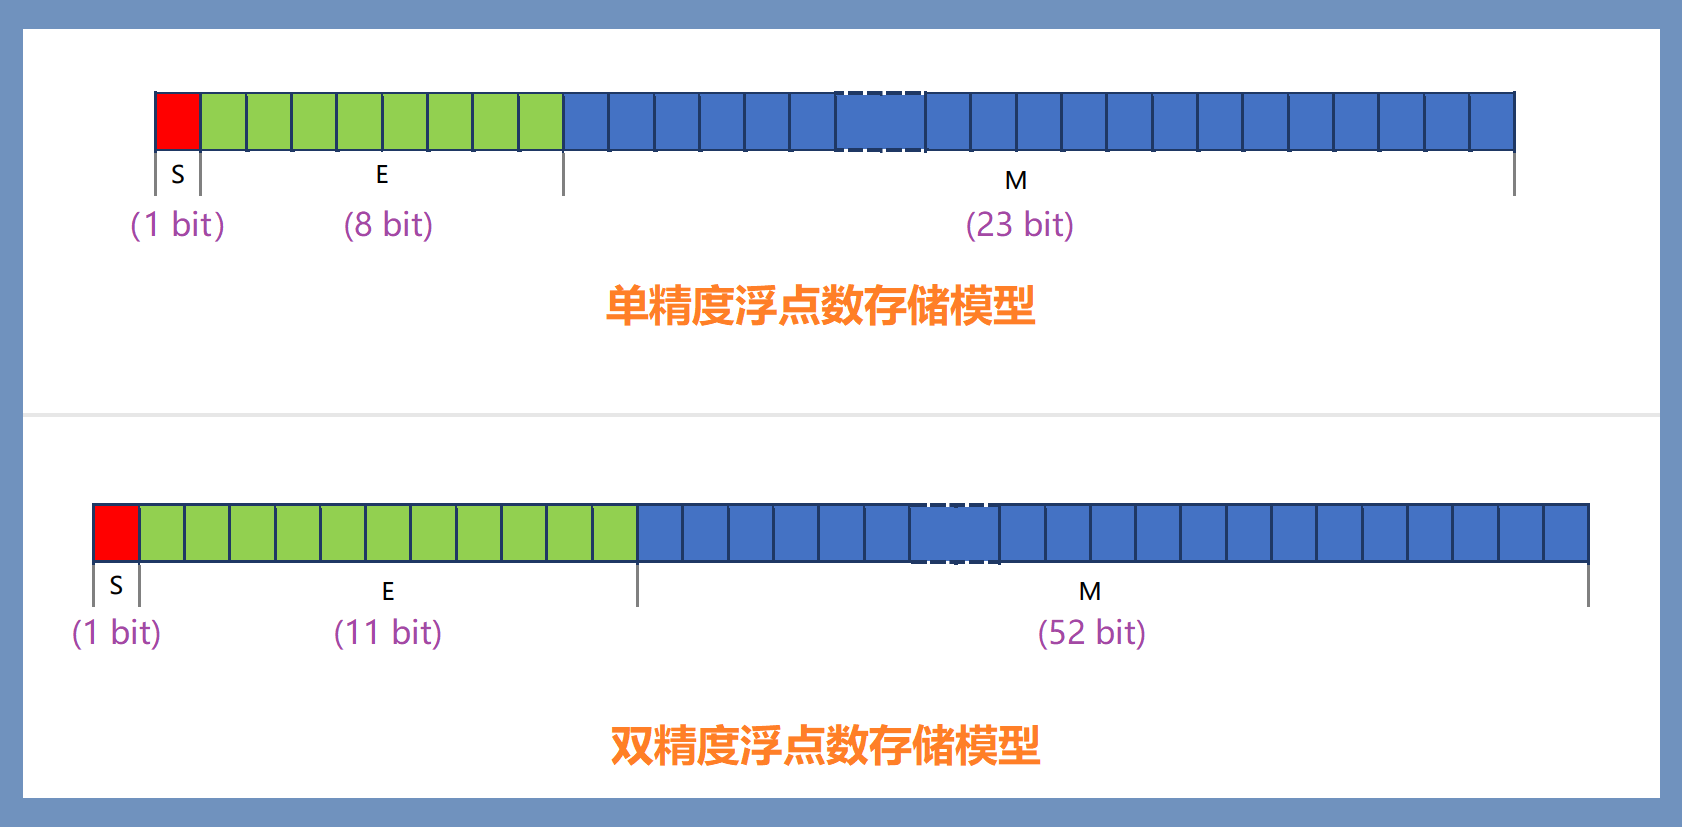 S E M
(1 bit) (8 bit) (23 bit)
单精度浮点数存储模型
S E M
(1 bit) (11 bit) (52 bit)
双精度浮点数存储模型